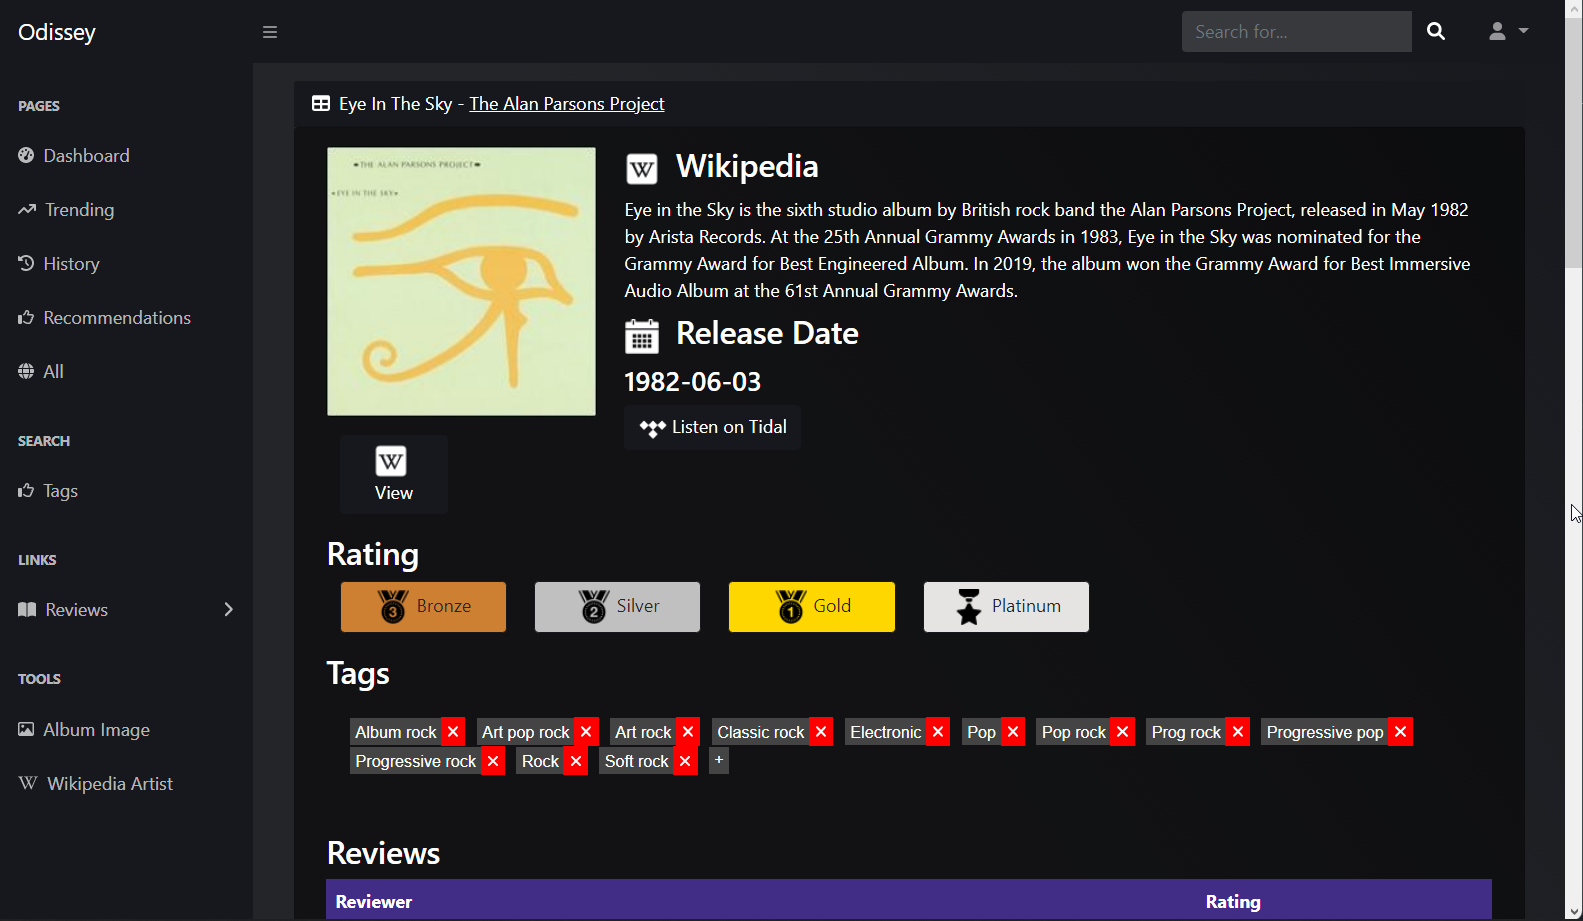 Odissey
Search for...
PAGES
Dashboard
Trending
History
Recommendations
All
SEARCH
Tags
LINKS
Reviews
TOOLS
Album Image
W Wikipedia Artist
Eye In The Sky - The Alan Parsons Project
THE ALAN PARSONS PROJECT
EYE IN THE SKY
W Wikipedia
Eye in the Sky is the sixth studio album by British rock band the Alan Parsons Project, released in May 1982
by Arista Records. At the 25th Annual Grammy Awards in 1983, Eye in the Sky was nominated for the
Grammy Award for Best Engineered Album. In 2019, the album won the Grammy Award for Best Immersive
Audio Album at the 61st Annual Grammy Awards.
Release Date
1982-06-03
Listen on Tidal
W
View
Rating
3 Bronze
2 Silver
1 Gold
Platinum
Tags
Album rock × Art pop rock × Art rock × Classic rock × Electronic × Pop × Pop rock × Prog rock × Progressive pop ×
Progressive rock × Rock × Soft rock × +
Reviews
Reviewer Rating